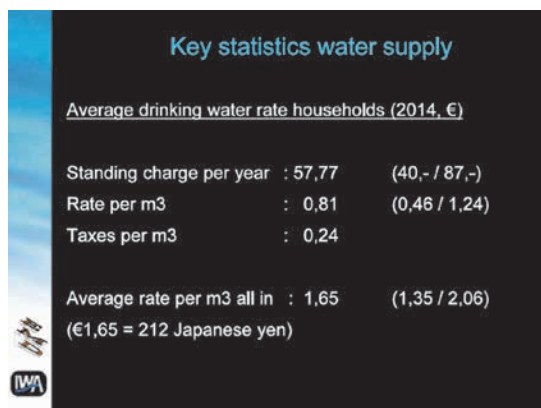 Key statistics water supply
Average drinking water rate households (2014, €)
Standing charge per year : 57,77 (40,- / 87,-)
Rate per m3 : 0,81 (0,46 / 1,24)
Taxes per m3 : 0,24
Average rate per m3 all in : 1,65 (1,35 / 2,06)
(€1,65 = 212 Japanese yen)
IWA